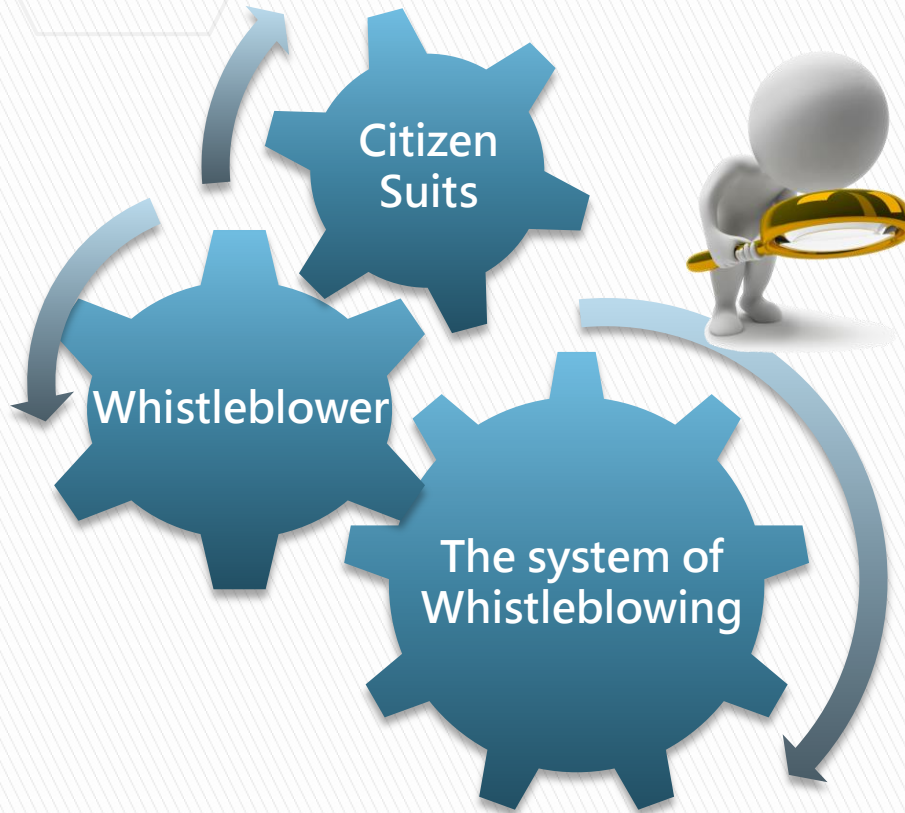 Citizen
Suits
Whistleblower
The system of
Whistleblowing